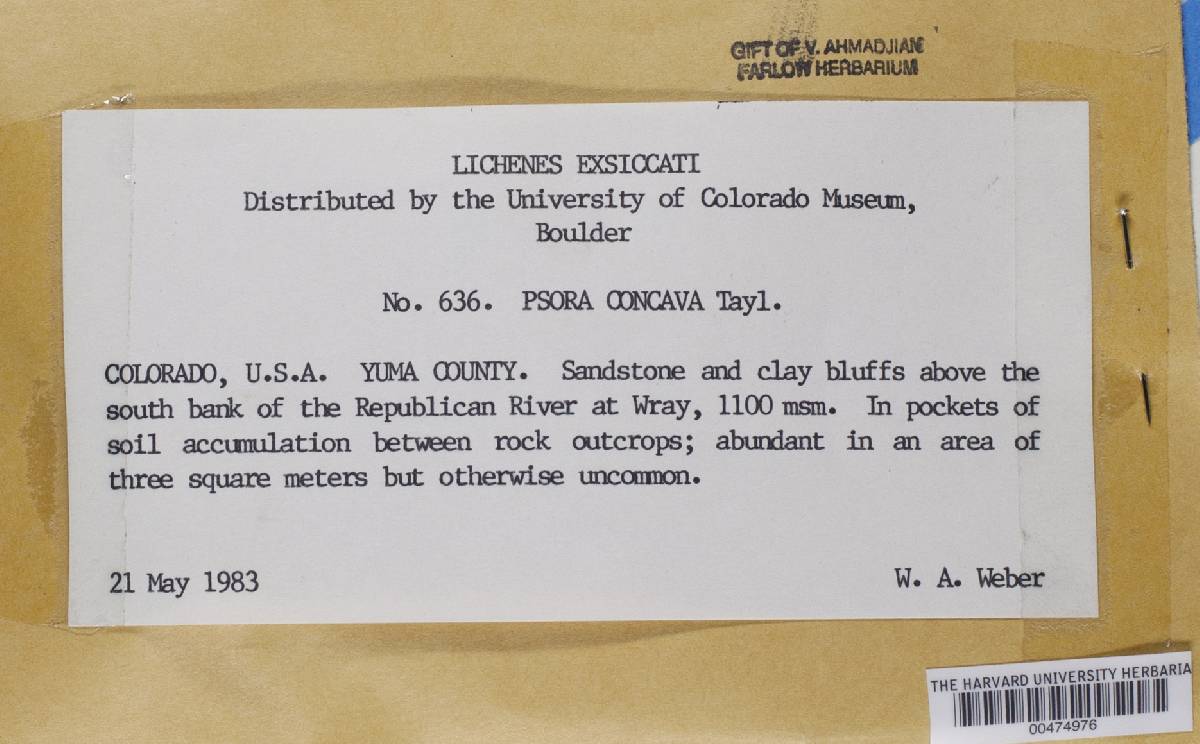 GIFT OF V. AHMADJIAN
FARLOW HERBARIUM
LICHENES EXSICCATI
Distributed by the University of Colorado Museum,
Boulder
No. 636. PSORA CONCAVA Tayl.
COLORADO, U.S.A. YUMA COUNTY. Sandstone and clay bluffs above the
south bank of the Republican River at Wray, 1100 msm. In pockets of
soil accumulation between rock outcrops; abundant in an area of
three square meters but otherwise uncommon.
21 May 1983 W. A. Weber
THE HARVARD UNIVERSITY HERBARIA
00474976